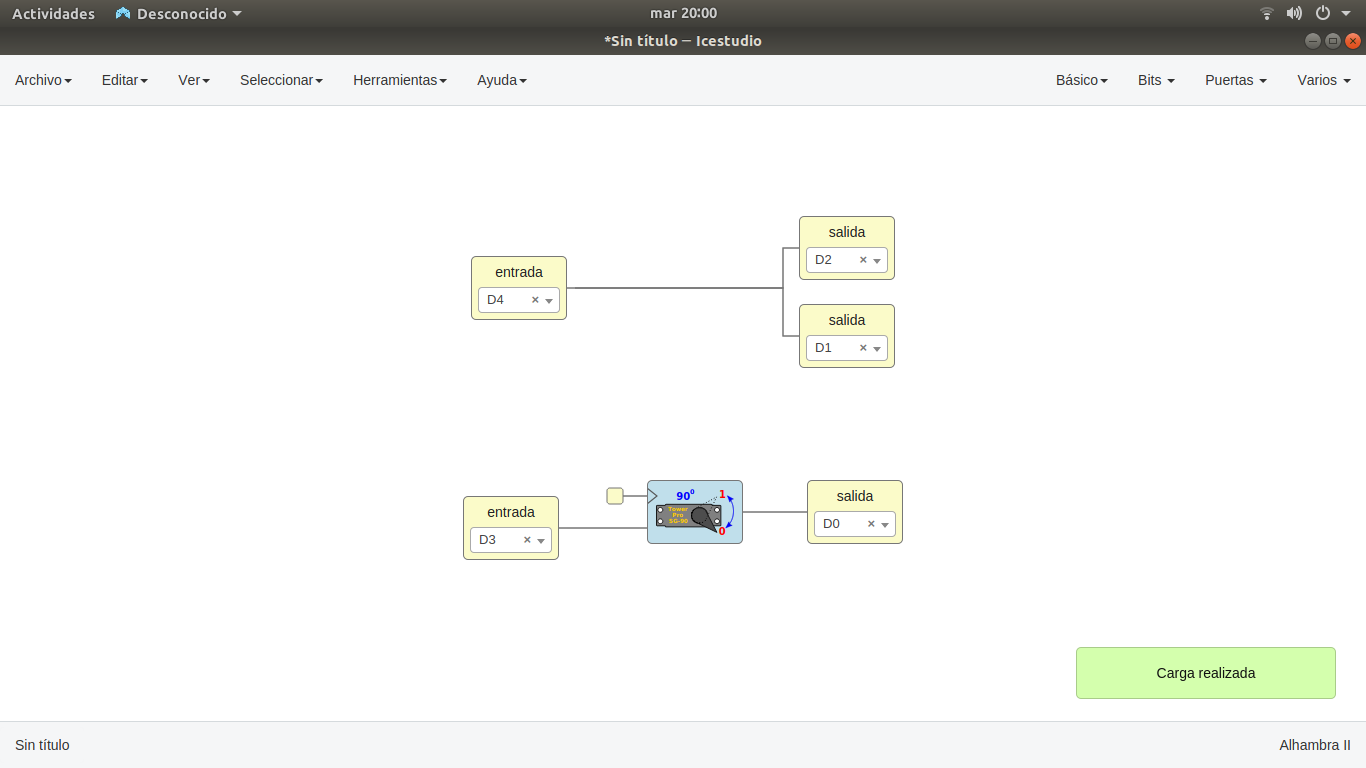 Actividades Desconocido mar 20:00
*Sin título — Icestudio
Archivo Editar Ver Seleccionar Herramientas Ayuda Básico Bits Puertas Varios
salida
D2
entrada
D4
salida
D1
entrada
D3
90⁰ 1
Tower
Pro
SG-90
0
salida
D0
Carga realizada
Sin título Alhambra II